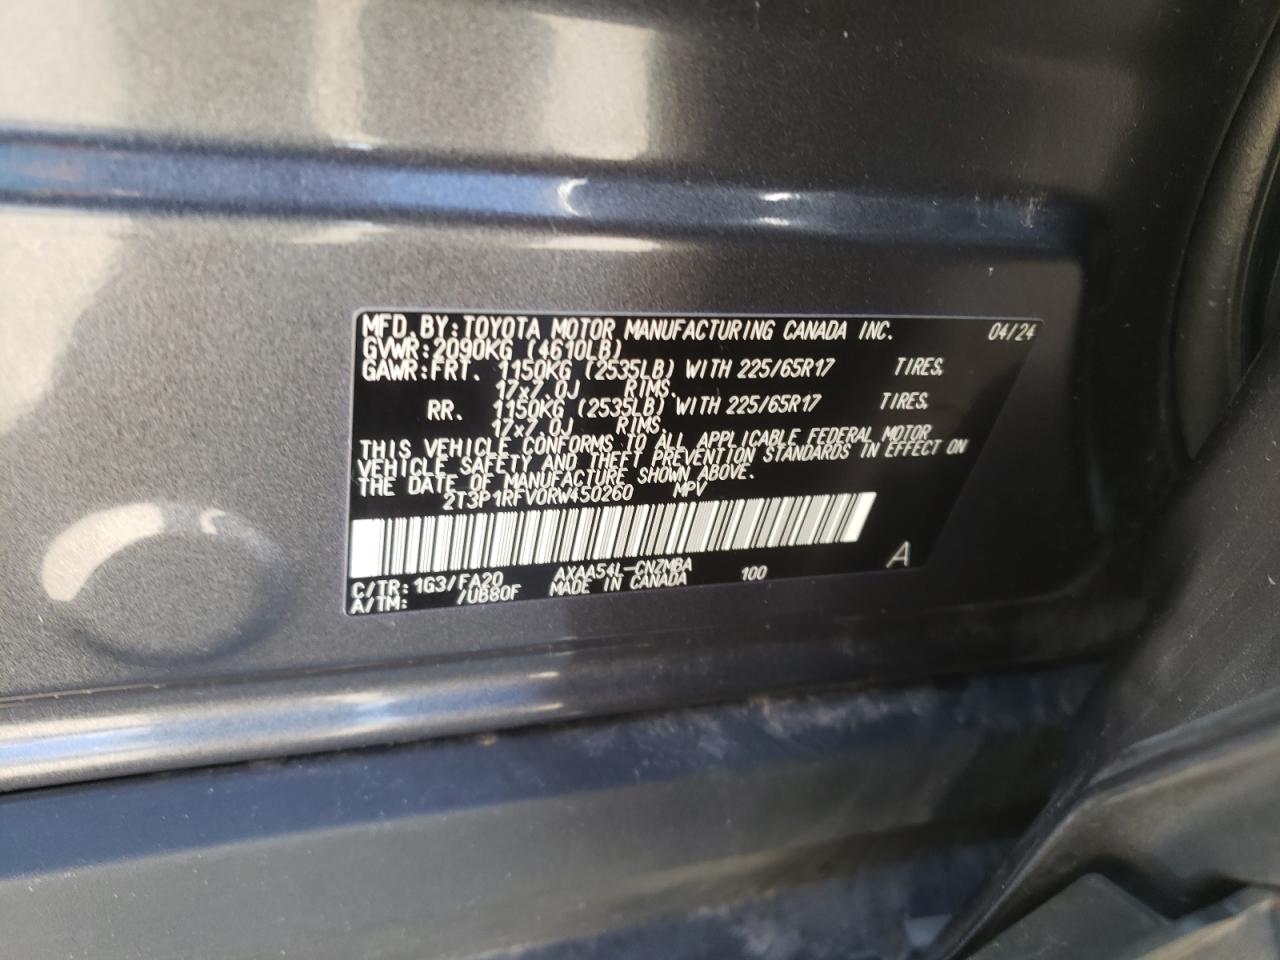 MFD. BY: TOYOTA MOTOR MANUFACTURING CANADA INC. 04/24
GVWR: 2090KG (4610LB)
GAWR: FRT. 1150KG (2535LB) WITH 225/65R17 TIRES,
17x7.0J RIMS.
RR. 1150KG (2535LB) WITH 225/65R17 TIRES,
17x7.0J RIMS.
THIS VEHICLE CONFORMS TO ALL APPLICABLE FEDERAL MOTOR
VEHICLE SAFETY AND THEFT PREVENTION STANDARDS IN EFFECT ON
THE DATE OF MANUFACTURE SHOWN ABOVE.
2T3P1RFV0RW450260 MPV
A
C/TR: 1G3/FA20 AXAA54L-CNZMBA 100
A/TM: /UB80F MADE IN CANADA